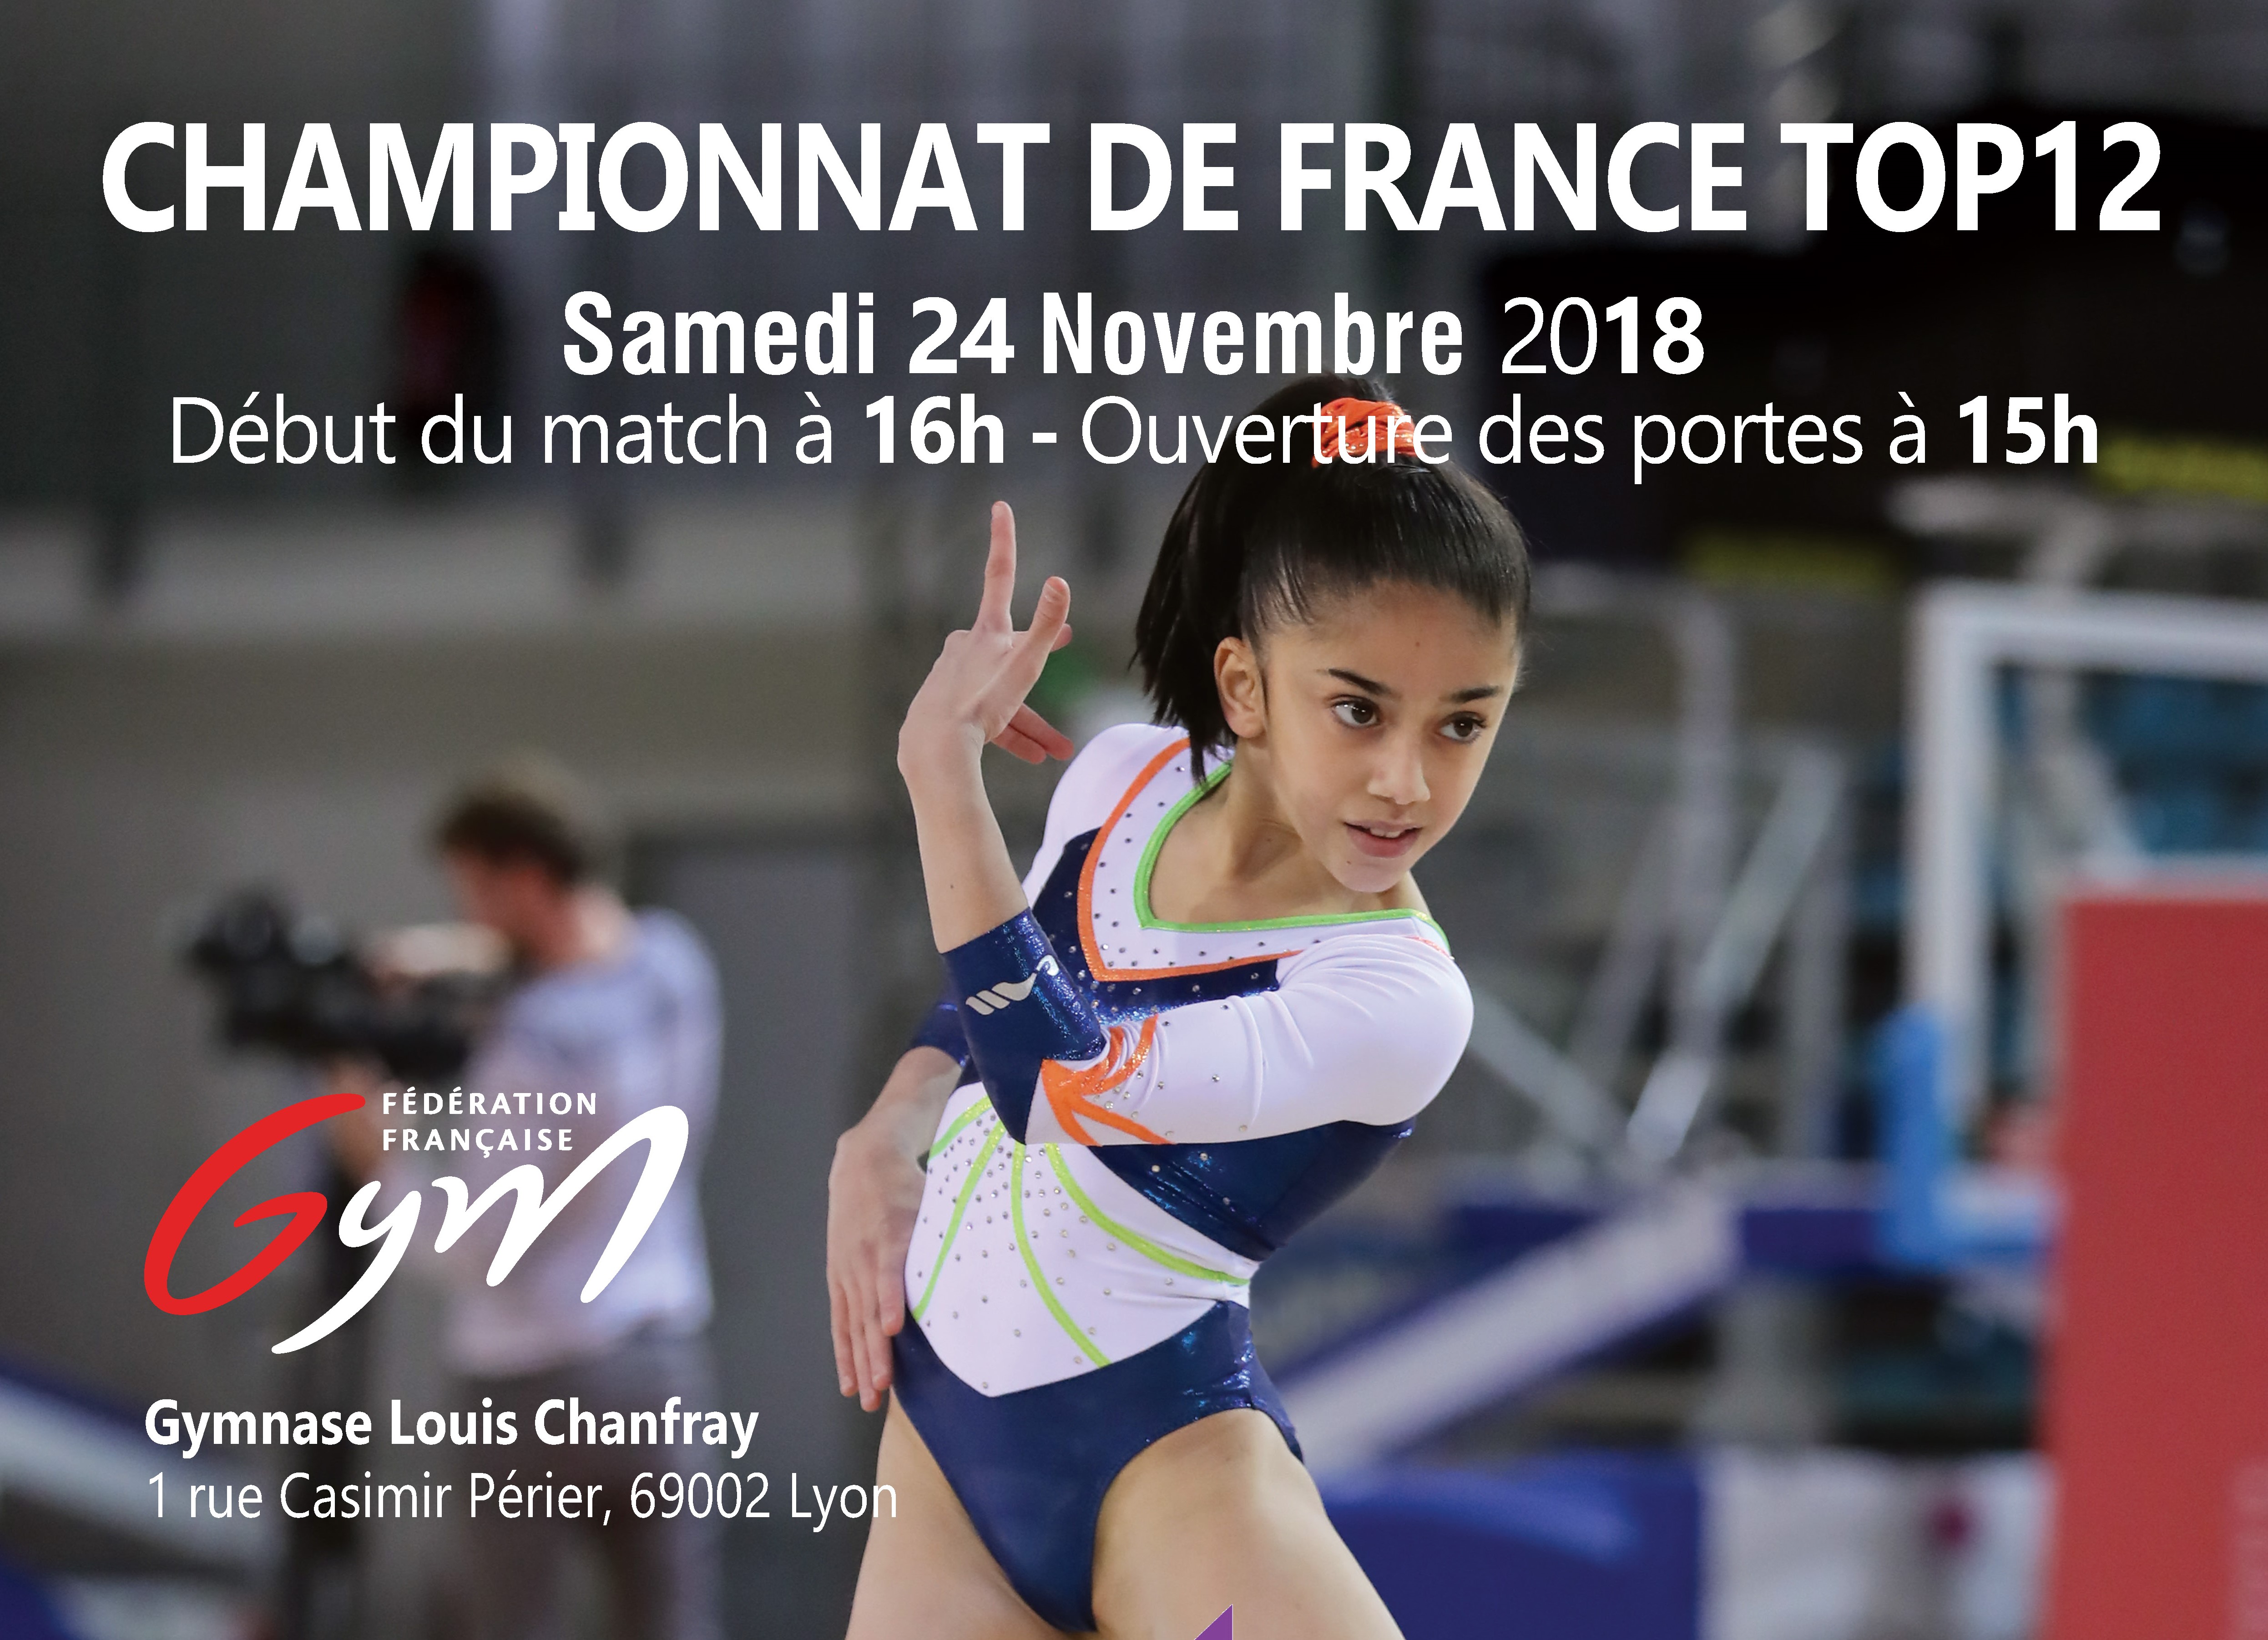 CHAMPIONNAT DE FRANCE TOP12
Samedi 24 Novembre 2018
Début du match à 16h - Ouverture des portes à 15h
FÉDÉRATION
FRANÇAISE
Gym
Gymnase Louis Chanfray
1 rue Casimir Périer, 69002 Lyon